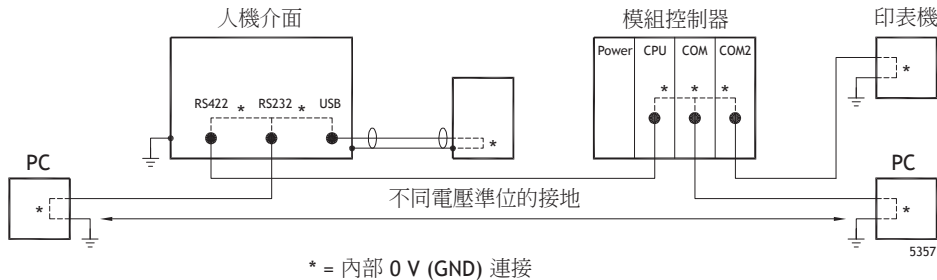 人機介面
模組控制器
印表機
Power CPU COM COM2
*
* * *
RS422 * RS232 * USB
*
PC
PC
不同電壓準位的接地
*
*
5357
* = 內部 0 V (GND) 連接